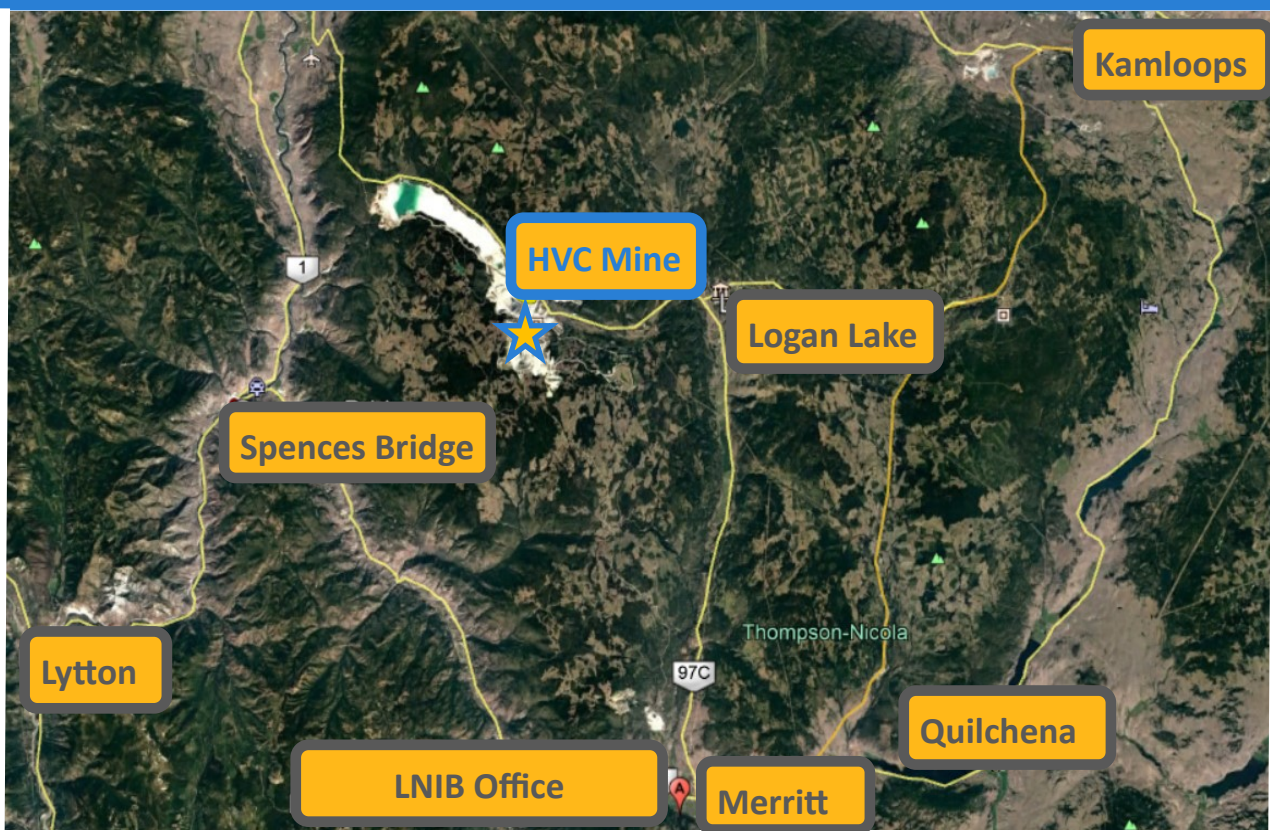 Kamloops
HVC Mine
1
Logan Lake
Spences Bridge
Thompson-Nicola
Lytton
97C
Quilchena
LNIB Office
A
Merritt